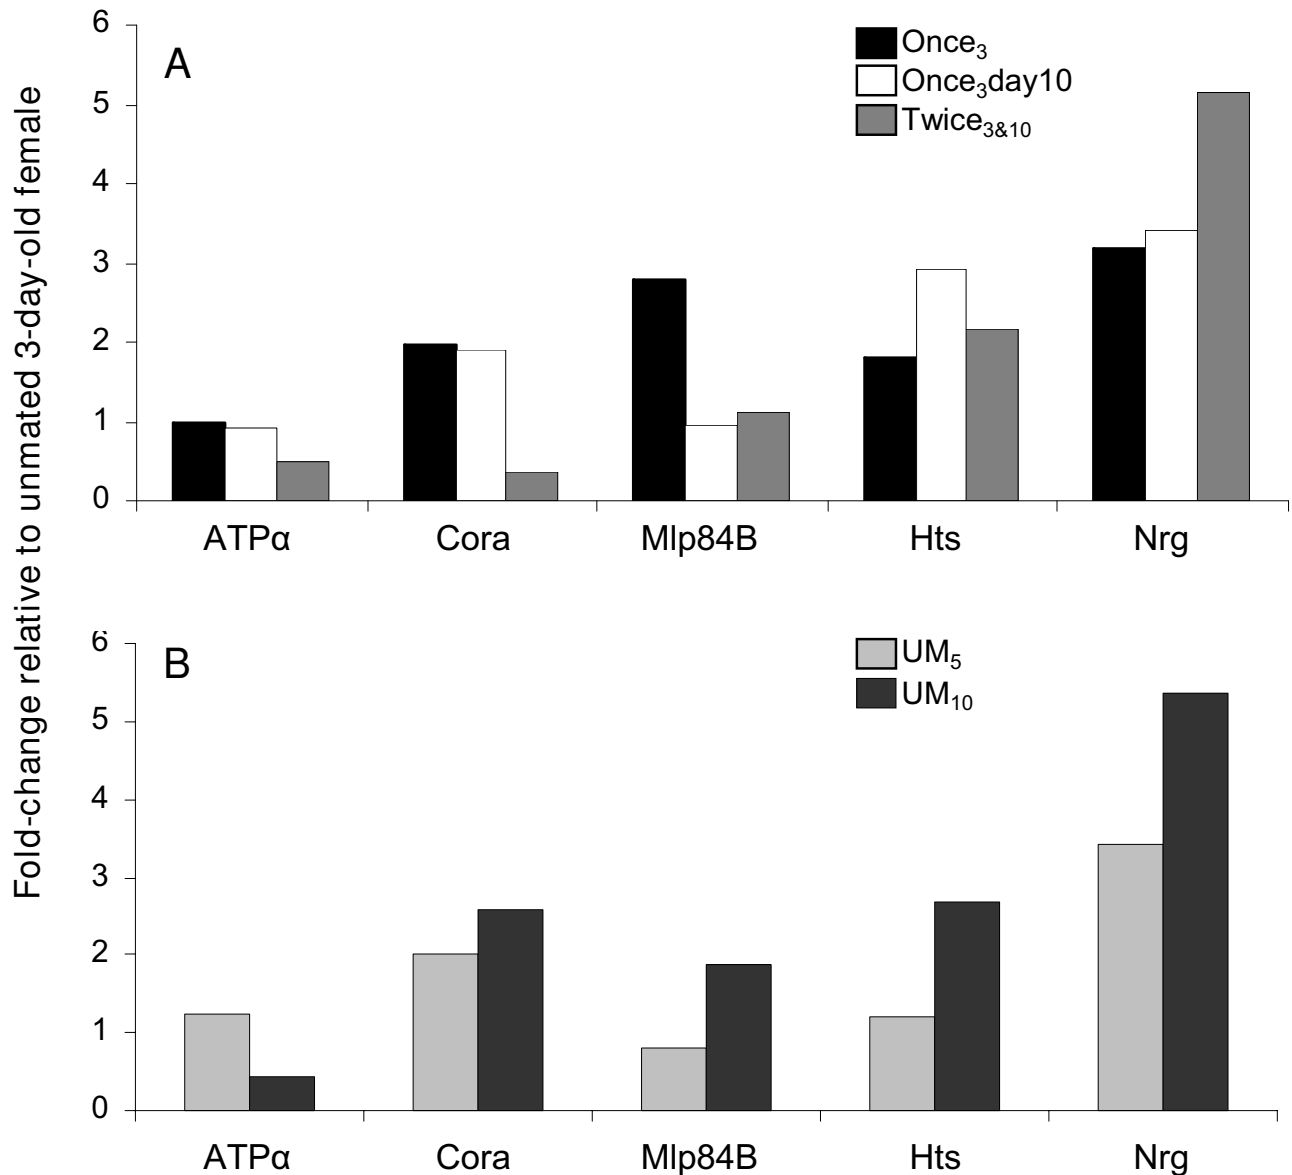 Fold-change relative to unmated 3-day-old female
A
Once₃
Once₃day10
Twice₃&₁₀
6
5
4
3
2
1
0
ATPα Cora Mlp84B Hts Nrg
B
UM₅
UM₁₀
6
5
4
3
2
1
0
ATPα Cora Mlp84B Hts Nrg